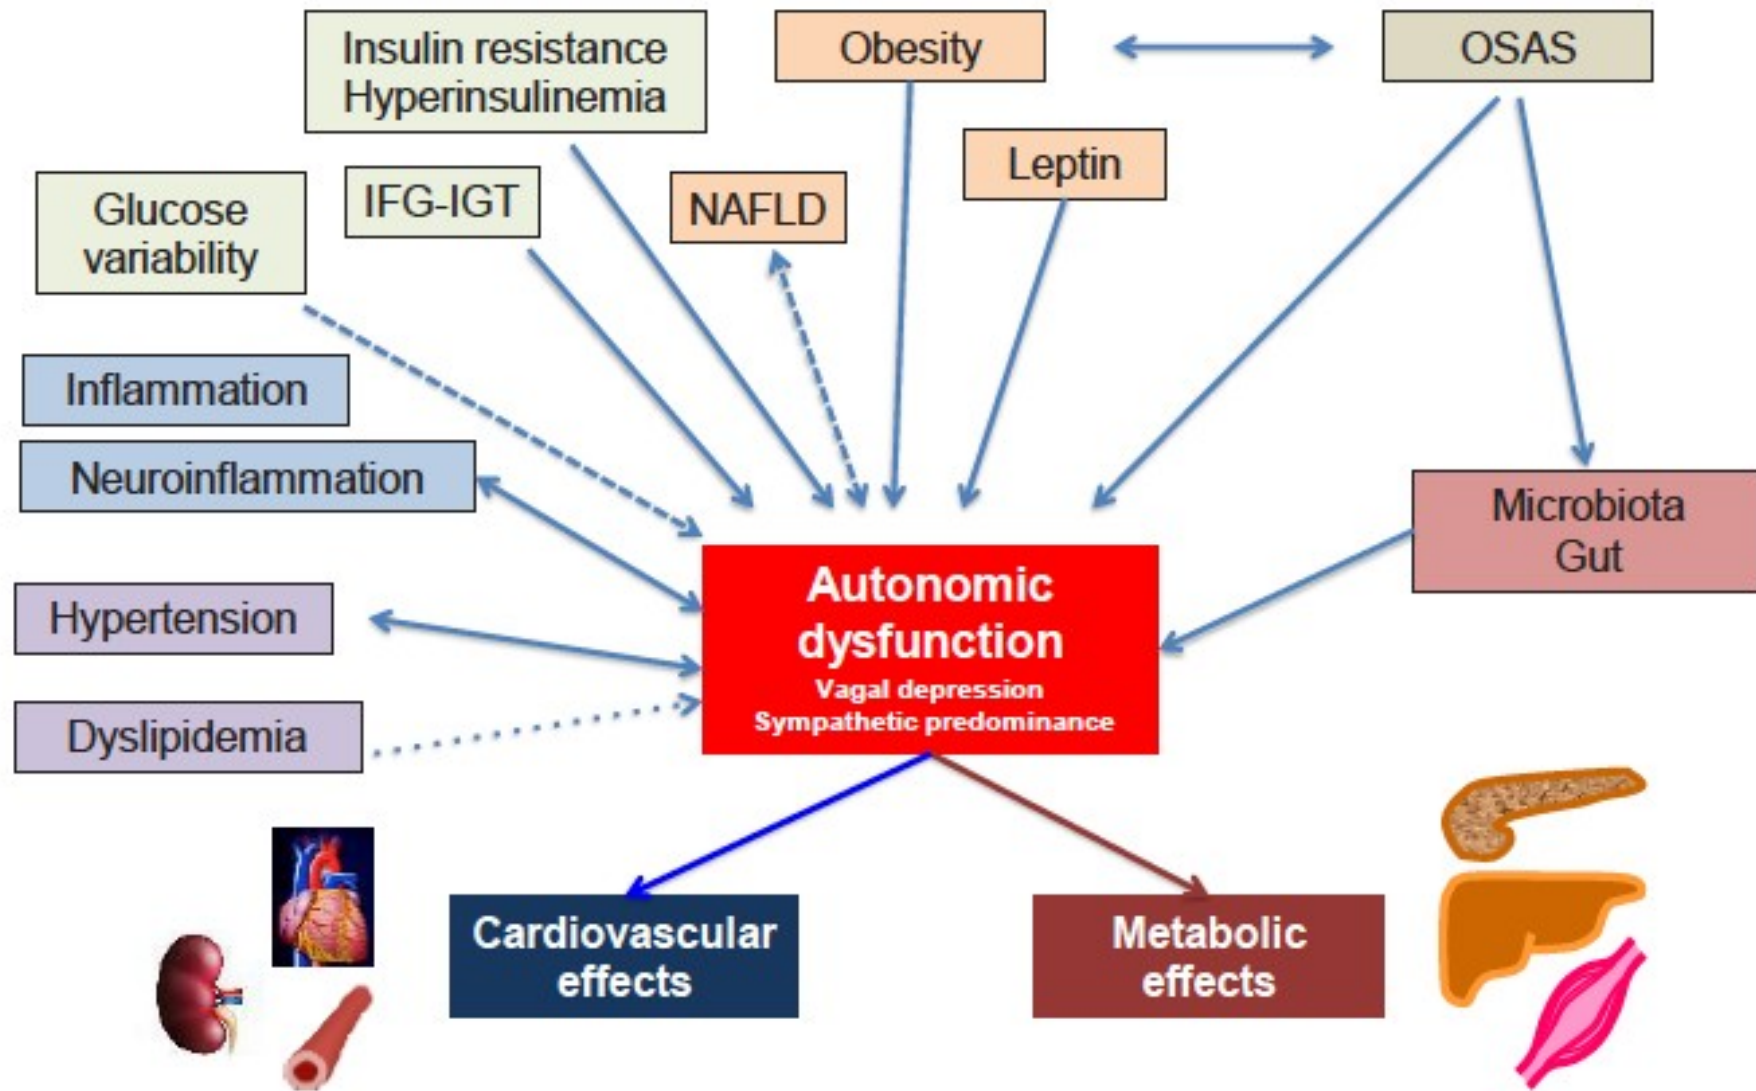 Insulin resistance
Hyperinsulinemia
Obesity
OSAS
Leptin
Glucose
variability
IFG-IGT
NAFLD
Inflammation
Neuroinflammation
Microbiota
Gut
Hypertension
Dyslipidemia
Autonomic
dysfunction
Vagal depression
Sympathetic predominance
Cardiovascular
effects
Metabolic
effects